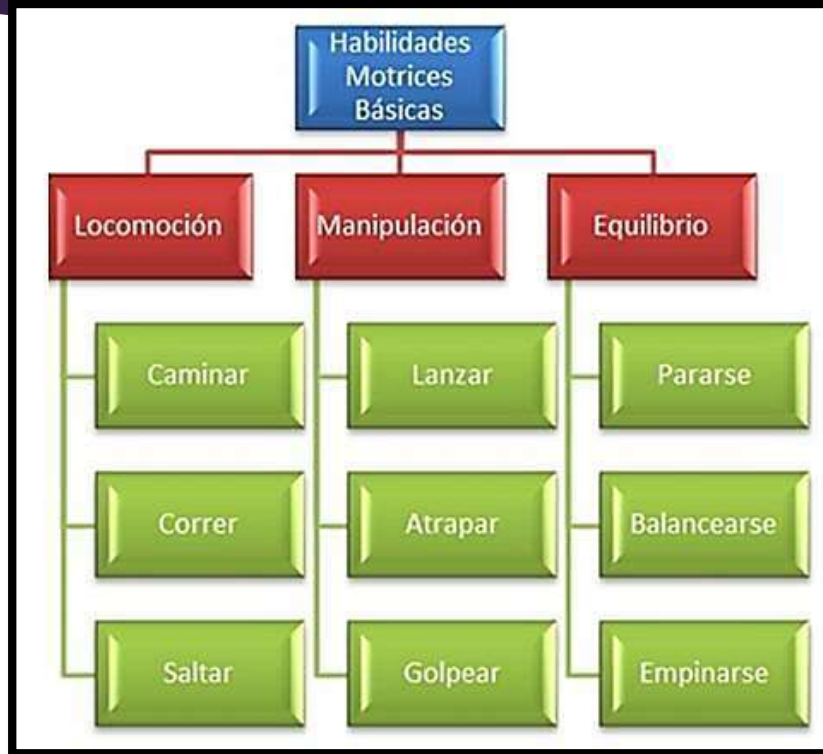 Habilidades
Motrices
Básicas
Locomoción
Manipulación
Equilibrio
Caminar
Lanzar
Pararse
Correr
Atrapar
Balancearse
Saltar
Golpear
Empinarse